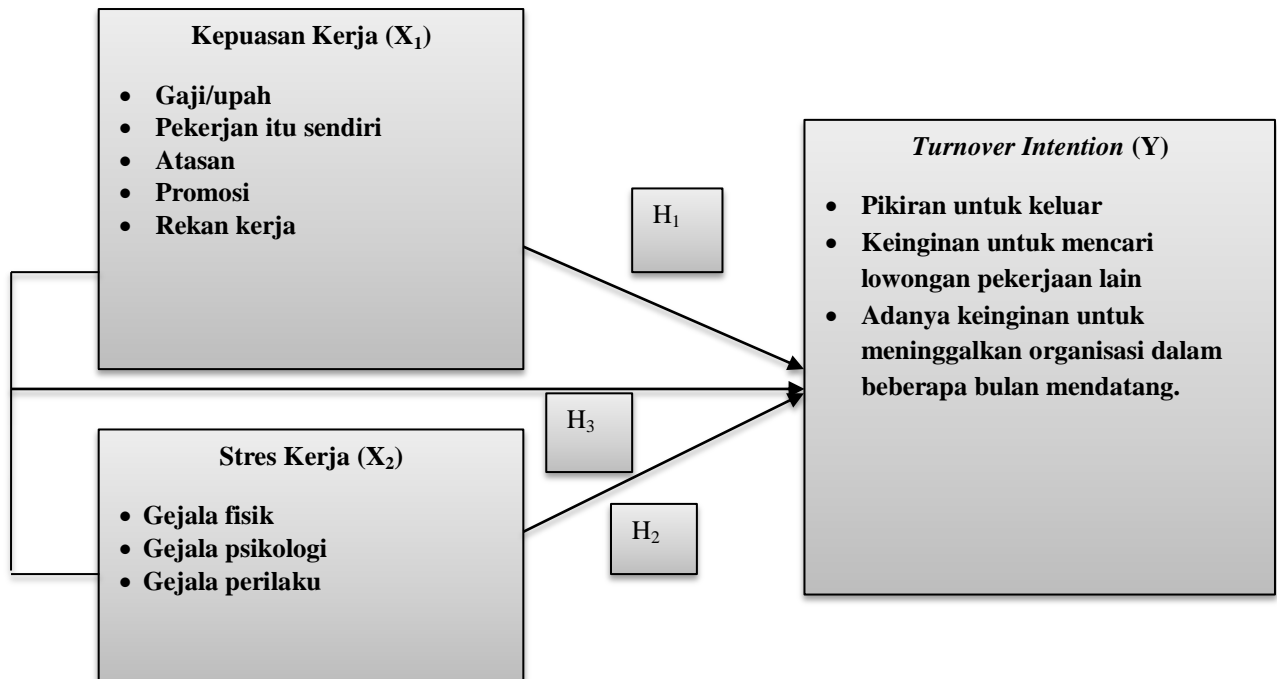 Kepuasan Kerja (X₁)
• Gaji/upah
• Pekerjan itu sendiri
• Atasan
• Promosi
• Rekan kerja
H₁
Turnover Intention (Y)
• Pikiran untuk keluar
• Keinginan untuk mencari
lowongan pekerjaan lain
• Adanya keinginan untuk
meninggalkan organisasi dalam
beberapa bulan mendatang.
H₃
Stres Kerja (X₂)
• Gejala fisik
• Gejala psikologi
• Gejala perilaku
H₂